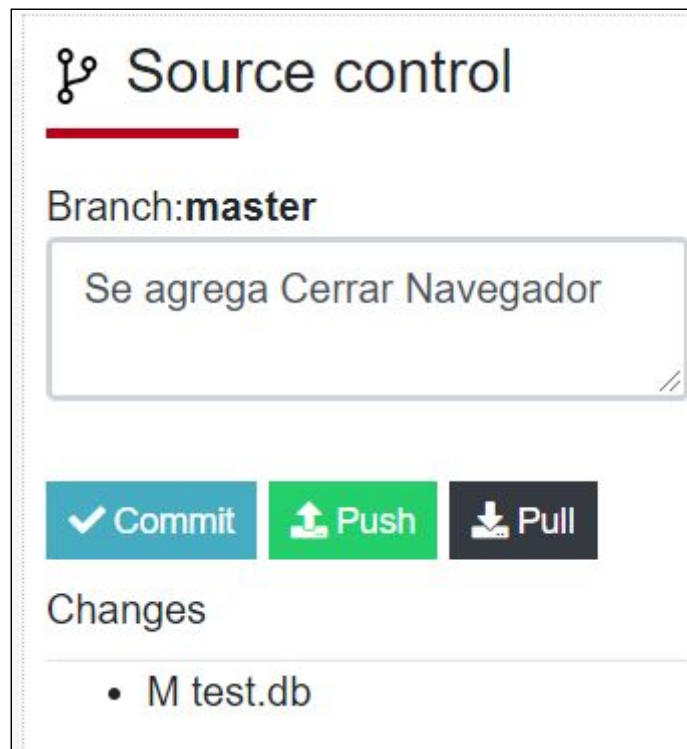 Source control
Branch:master
Se agrega Cerrar Navegador
Commit Push Pull
Changes
M test.db